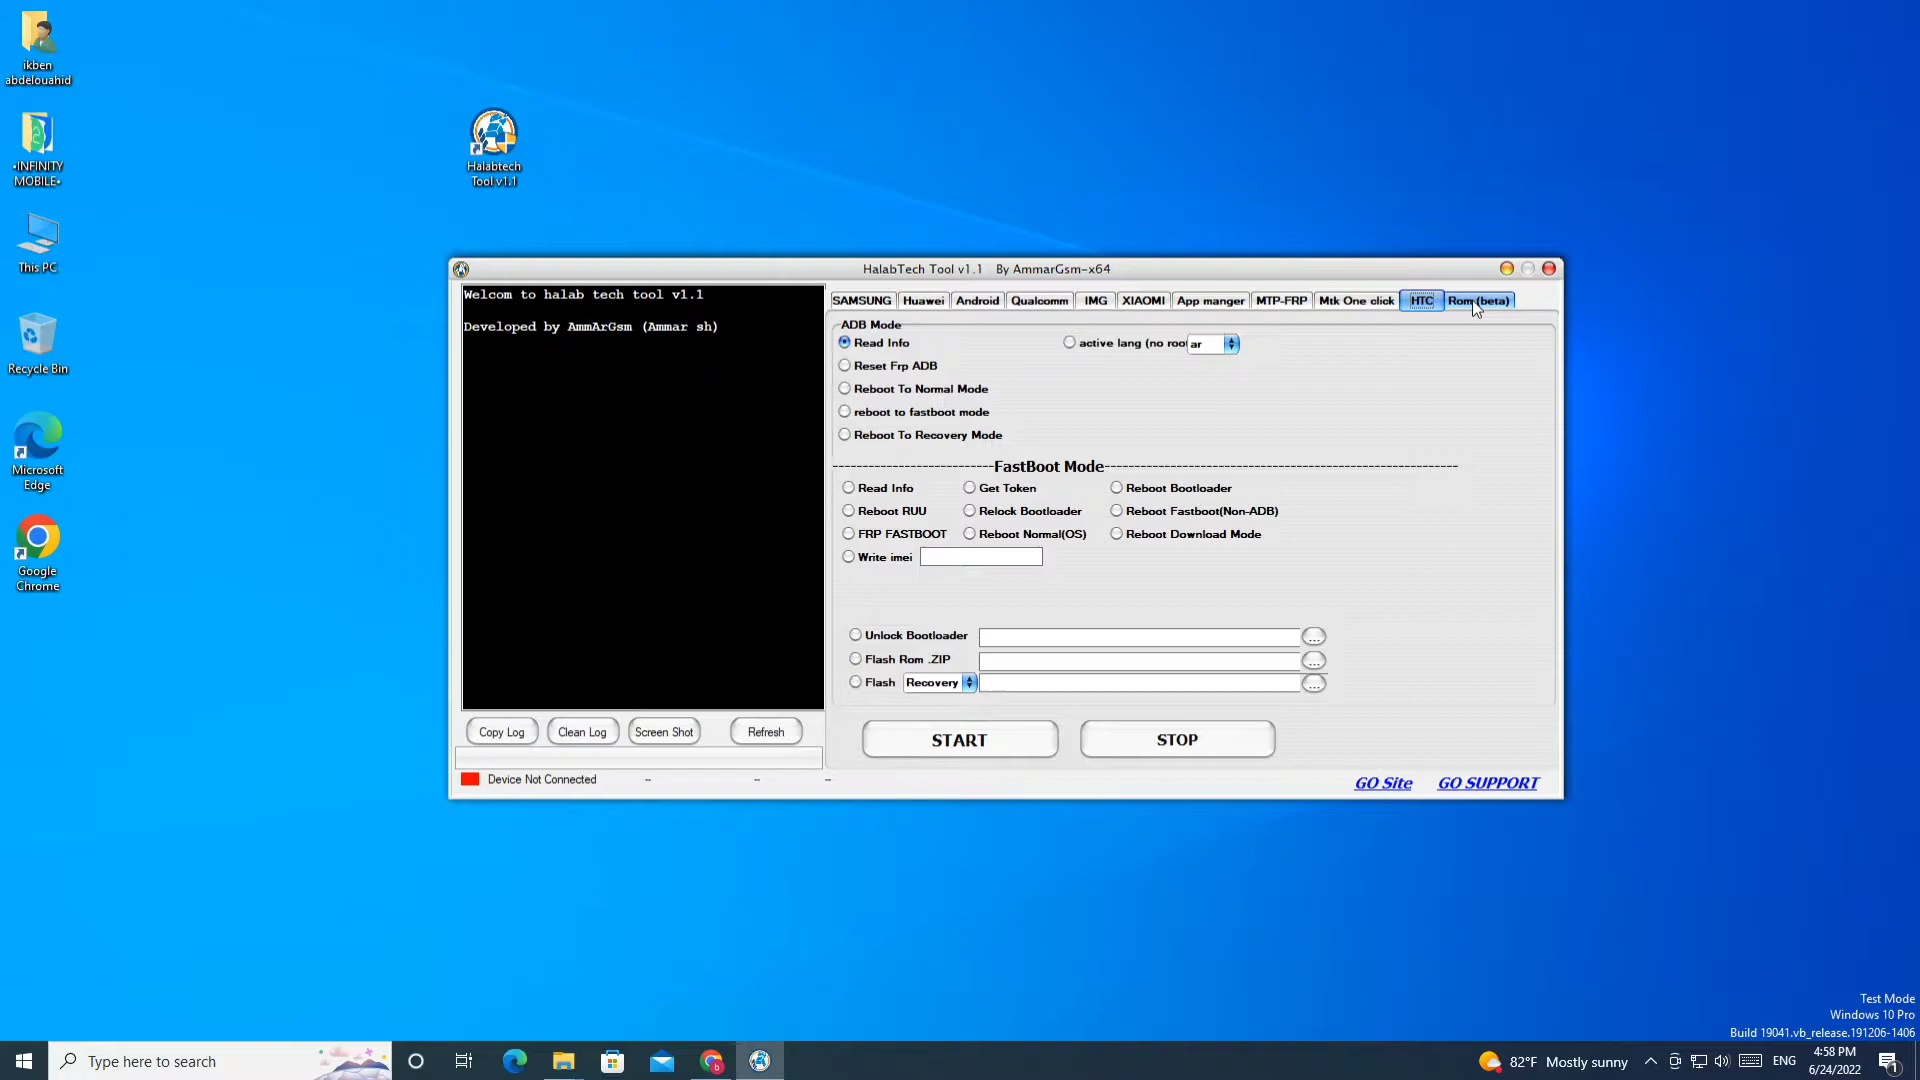 ikben
abdelouahid
•INFINITY
MOBILE•
This PC
Recycle Bin
Microsoft
Edge
Google
Chrome
Halabtech
Tool v1.1
HalabTech Tool v1.1 By AmmarGsm-x64
Welcom to halab tech tool v1.1
Developed by AmmArGsm (Ammar sh)
SAMSUNG Huawei Android Qualcomm IMG XIAOMI App manger MTP-FRP Mtk One click HTC Rom (beta)
ADB Mode
Read Info active lang (no root ar
Reset Frp ADB
Reboot To Normal Mode
reboot to fastboot mode
Reboot To Recovery Mode
FastBoot Mode
Read Info Get Token Reboot Bootloader
Reboot RUU Relock Bootloader Reboot Fastboot(Non-ADB)
FRP FASTBOOT Reboot Normal(OS) Reboot Download Mode
Write imei
Unlock Bootloader ...
Flash Rom .ZIP ...
Flash Recovery ...
Copy Log Clean Log Screen Shot Refresh
START STOP
Device Not Connected -- -- --
GO Site GO SUPPORT
Test Mode
Windows 10 Pro
Build 19041.vb_release.191206-1406
Type here to search
82°F Mostly sunny
ENG
4:58 PM
6/24/2022
1